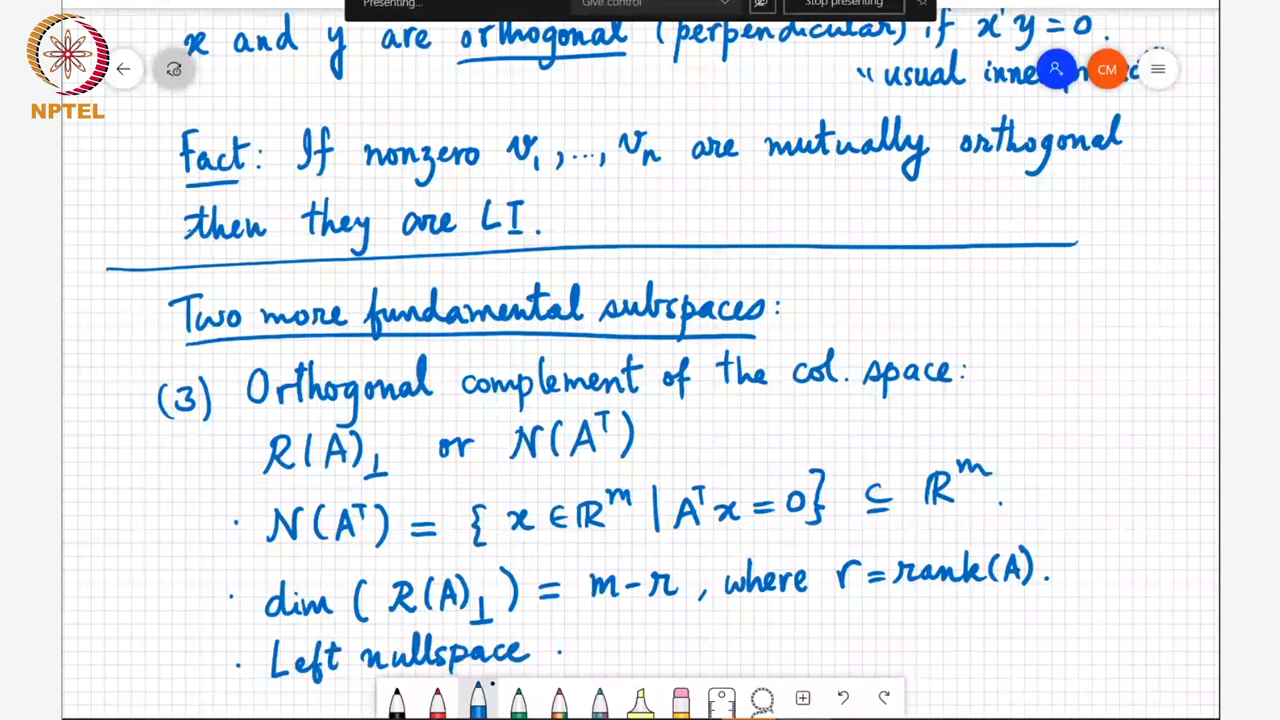 Presenting...
Give control
Stop presenting
x and y are orthogonal (perpendicular) if x'y = 0.
"usual
CM
NPTEL
Fact: If nonzero v₁, ..., vₙ are mutually orthogonal
then they are LI.
Two more fundamental subspaces:
(3) Orthogonal complement of the col. space:
R(A)⊥ or N(Aᵀ)
· N(Aᵀ) = { x ∈ ℝᵐ | Aᵀx = 0 } ⊆ ℝᵐ.
· dim ( R(A)⊥ ) = m - r, where r = rank(A).
· Left nullspace .